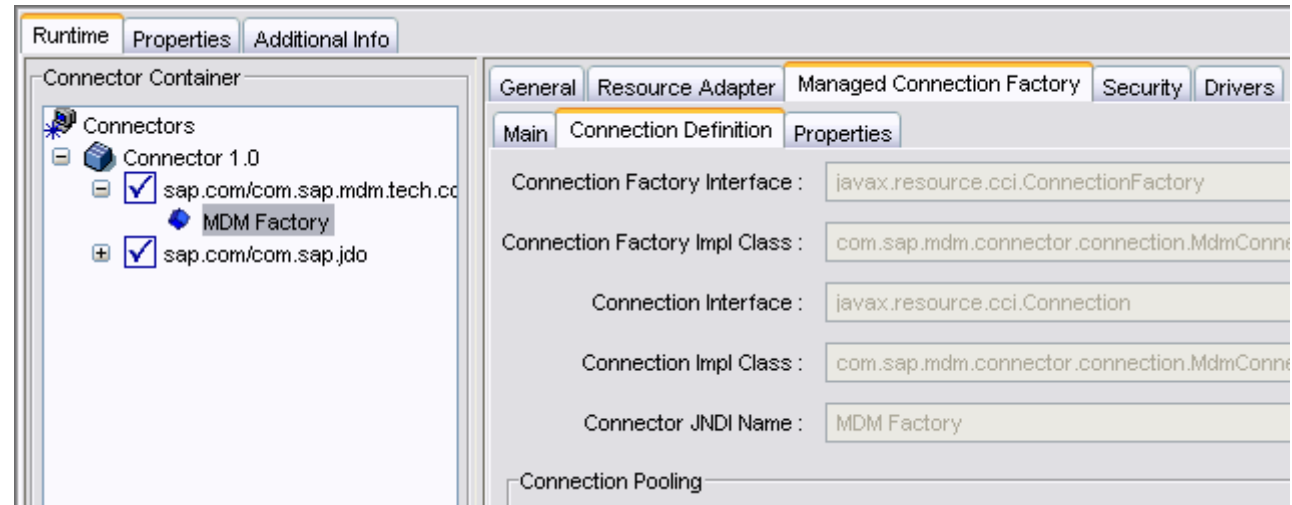 Runtime Properties Additional Info
Connector Container
Connectors
Connector 1.0
sap.com/com.sap.mdm.tech.cc
MDM Factory
sap.com/com.sap.jdo
General Resource Adapter Managed Connection Factory Security Drivers
Main Connection Definition Properties
Connection Factory Interface : javax.resource.cci.ConnectionFactory
Connection Factory Impl Class : com.sap.mdm.connector.connection.MdmConne
Connection Interface : javax.resource.cci.Connection
Connection Impl Class : com.sap.mdm.connector.connection.MdmConne
Connector JNDI Name : MDM Factory
Connection Pooling